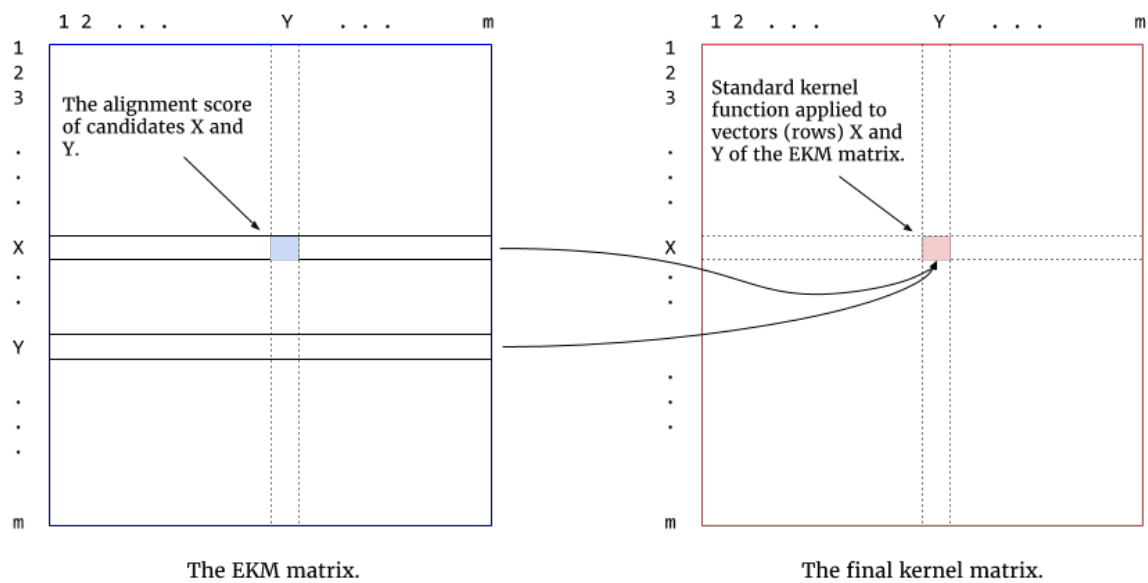 1 2 . . . Y . . . m
1
2
3
.
.
.
X
.
.
Y
.
.
.
m
The alignment score
of candidates X and
Y.
The EKM matrix.
1 2 . . . Y . . . m
1
2
3
.
.
.
X
.
.
.
.
.
m
Standard kernel
function applied to
vectors (rows) X and
Y of the EKM matrix.
The final kernel matrix.